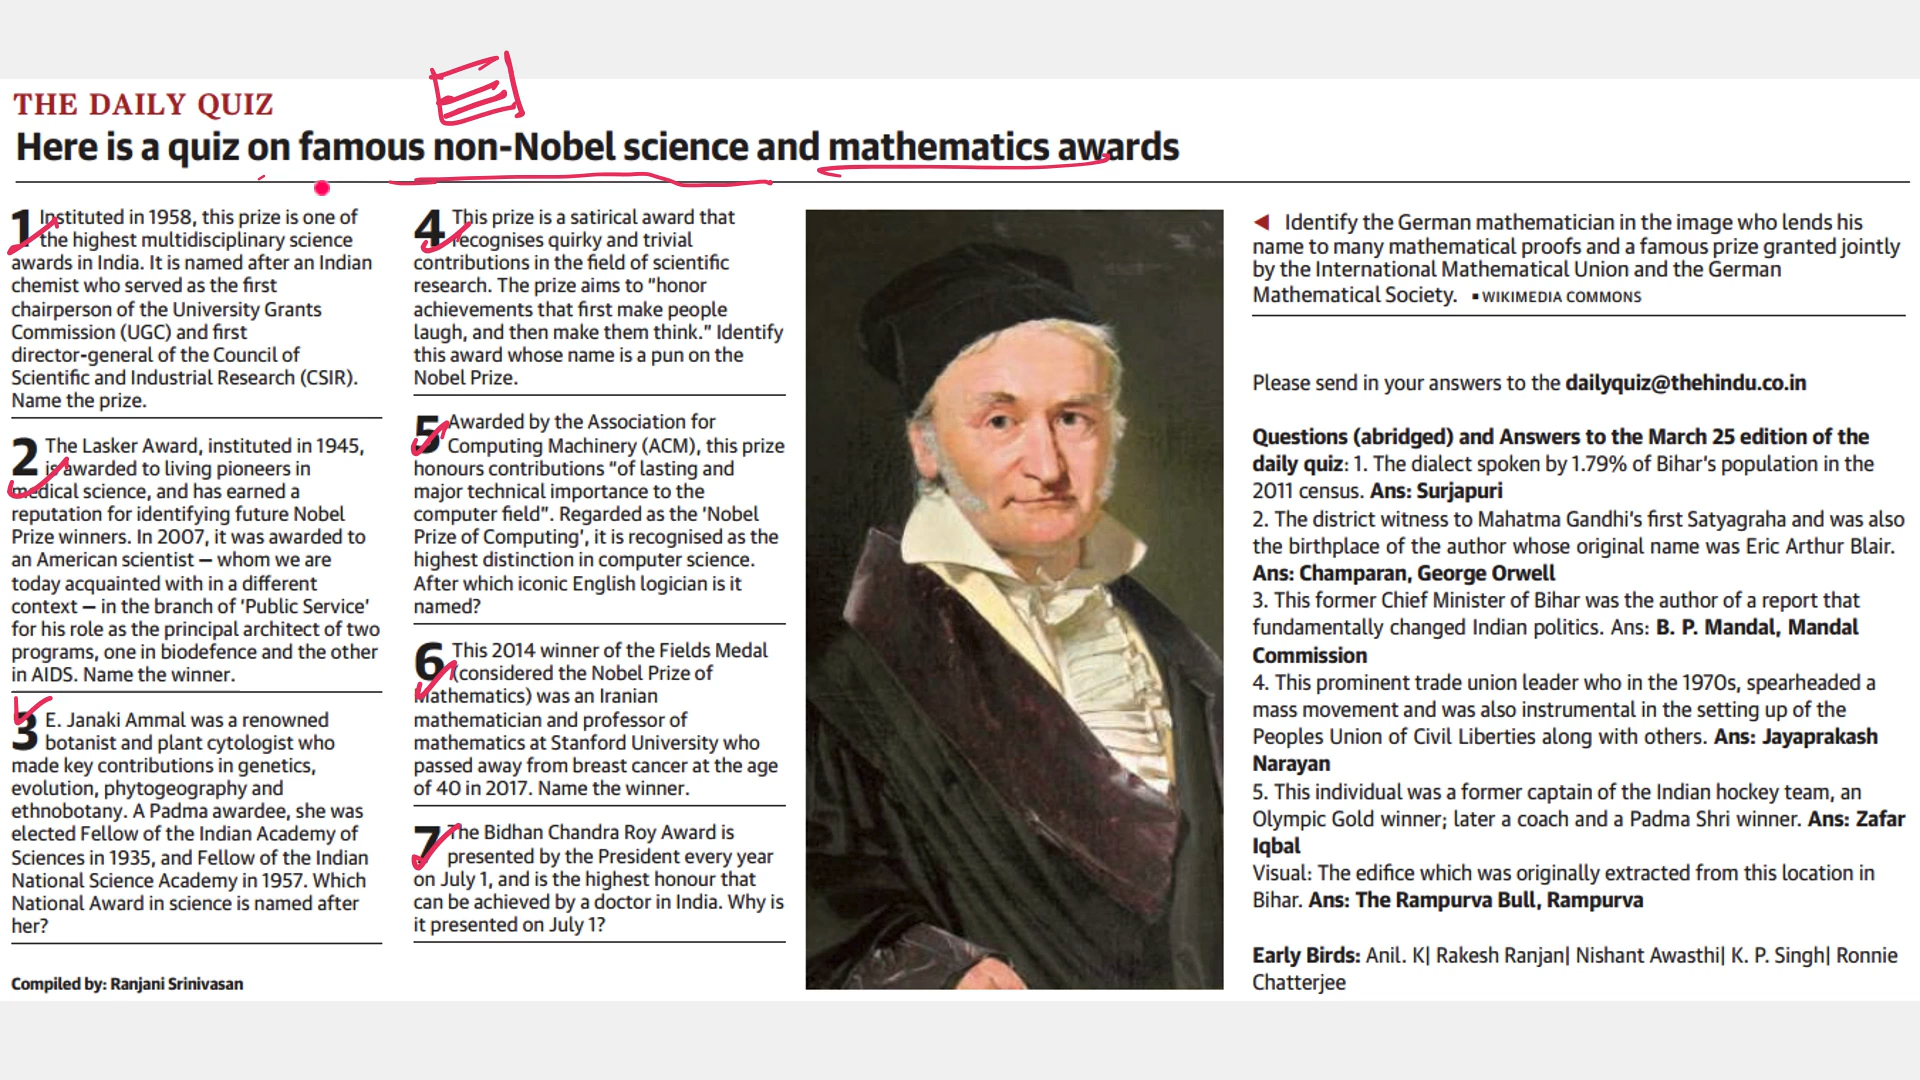 THE DAILY QUIZ
Here is a quiz on famous non-Nobel science and mathematics awards
1 Instituted in 1958, this prize is one of
the highest multidisciplinary science
awards in India. It is named after an Indian
chemist who served as the first
chairperson of the University Grants
Commission (UGC) and first
director-general of the Council of
Scientific and Industrial Research (CSIR).
Name the prize.
2 The Lasker Award, instituted in 1945,
is awarded to living pioneers in
medical science, and has earned a
reputation for identifying future Nobel
Prize winners. In 2007, it was awarded to
an American scientist — whom we are
today acquainted with in a different
context — in the branch of 'Public Service'
for his role as the principal architect of two
programs, one in biodefence and the other
in AIDS. Name the winner.
3 E. Janaki Ammal was a renowned
botanist and plant cytologist who
made key contributions in genetics,
evolution, phytogeography and
ethnobotany. A Padma awardee, she was
elected Fellow of the Indian Academy of
Sciences in 1935, and Fellow of the Indian
National Science Academy in 1957. Which
National Award in science is named after
her?
Compiled by: Ranjani Srinivasan
4 This prize is a satirical award that
recognises quirky and trivial
contributions in the field of scientific
research. The prize aims to "honor
achievements that first make people
laugh, and then make them think." Identify
this award whose name is a pun on the
Nobel Prize.
5 Awarded by the Association for
Computing Machinery (ACM), this prize
honours contributions "of lasting and
major technical importance to the
computer field". Regarded as the 'Nobel
Prize of Computing', it is recognised as the
highest distinction in computer science.
After which iconic English logician is it
named?
6 This 2014 winner of the Fields Medal
(considered the Nobel Prize of
Mathematics) was an Iranian
mathematician and professor of
mathematics at Stanford University who
passed away from breast cancer at the age
of 40 in 2017. Name the winner.
7 The Bidhan Chandra Roy Award is
presented by the President every year
on July 1, and is the highest honour that
can be achieved by a doctor in India. Why is
it presented on July 1?
◀ Identify the German mathematician in the image who lends his
name to many mathematical proofs and a famous prize granted jointly
by the International Mathematical Union and the German
Mathematical Society. ▪ WIKIMEDIA COMMONS
Please send in your answers to the dailyquiz@thehindu.co.in
Questions (abridged) and Answers to the March 25 edition of the
daily quiz: 1. The dialect spoken by 1.79% of Bihar's population in the
2011 census. Ans: Surjapuri
2. The district witness to Mahatma Gandhi's first Satyagraha and was also
the birthplace of the author whose original name was Eric Arthur Blair.
Ans: Champaran, George Orwell
3. This former Chief Minister of Bihar was the author of a report that
fundamentally changed Indian politics. Ans: B. P. Mandal, Mandal
Commission
4. This prominent trade union leader who in the 1970s, spearheaded a
mass movement and was also instrumental in the setting up of the
Peoples Union of Civil Liberties along with others. Ans: Jayaprakash
Narayan
5. This individual was a former captain of the Indian hockey team, an
Olympic Gold winner; later a coach and a Padma Shri winner. Ans: Zafar
Iqbal
Visual: The edifice which was originally extracted from this location in
Bihar. Ans: The Rampurva Bull, Rampurva
Early Birds: Anil. K| Rakesh Ranjan| Nishant Awasthi| K. P. Singh| Ronnie
Chatterjee